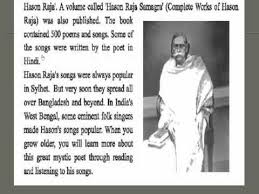 Hason Raja'. A volume called 'Hason Raja Samagra' (Complete Works of Hason
Raja) was also published. The book
contained 500 poems and songs. Some of
the songs were written by the poet in
Hindi.
Hason Raja's songs were always popular
in Sylhet. But very soon they spread all
over Bangladesh and beyond. In India's
West Bengal, some eminent folk singers
made Hason's songs popular. When you
grow older, you will learn more about
this great mystic poet through reading
and listening to his songs.